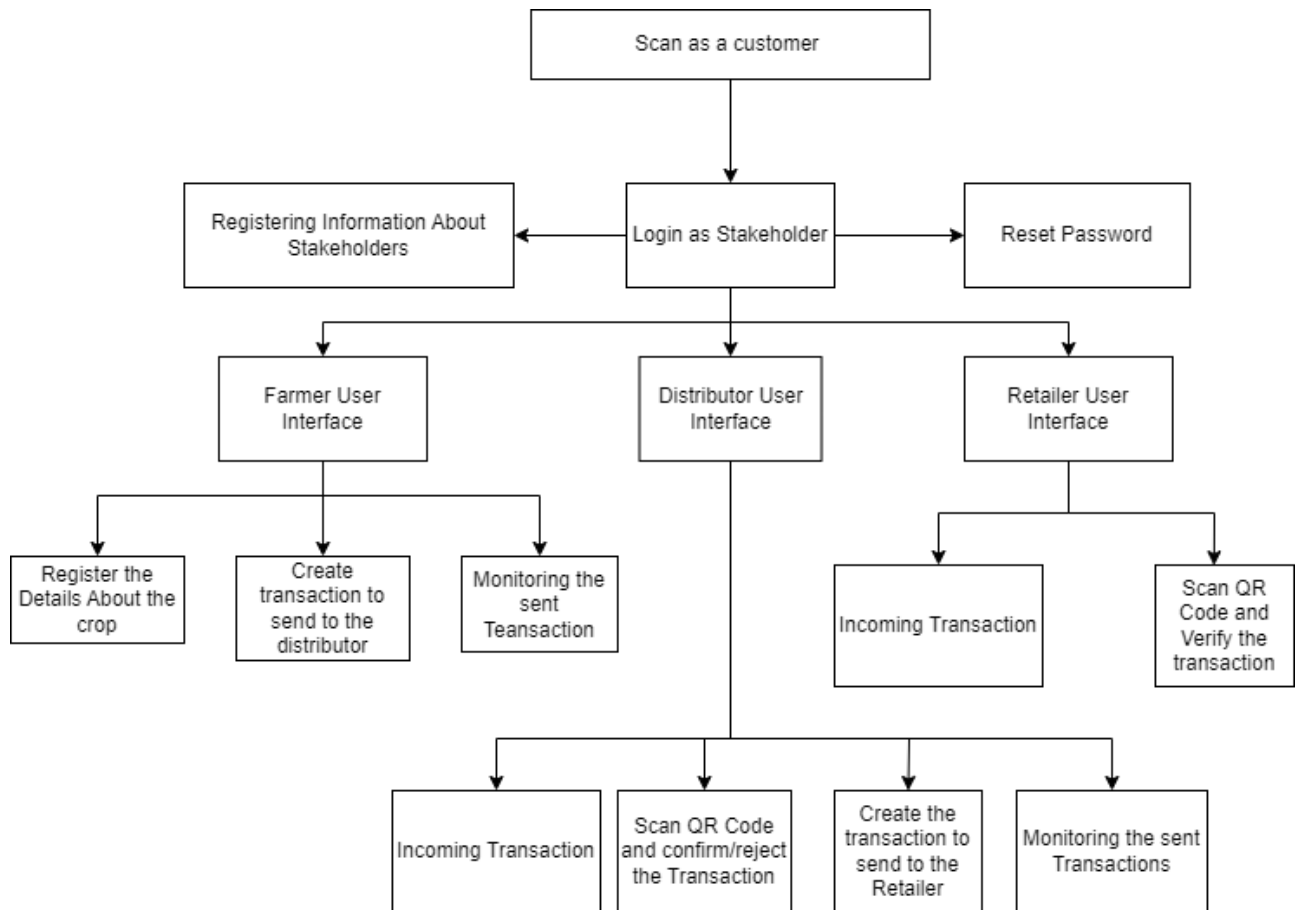 Scan as a customer
Registering Information About
Stakeholders
Login as Stakeholder
Reset Password
Farmer User
Interface
Distributor User
Interface
Retailer User
Interface
Register the
Details About the
crop
Create
transaction to
send to the
distributor
Monitoring the
sent
Teansaction
Incoming Transaction
Scan QR
Code and
Verify the
transaction
Incoming Transaction
Scan QR Code
and confirm/reject
the Transaction
Create the
transaction to
send to the
Retailer
Monitoring the sent
Transactions